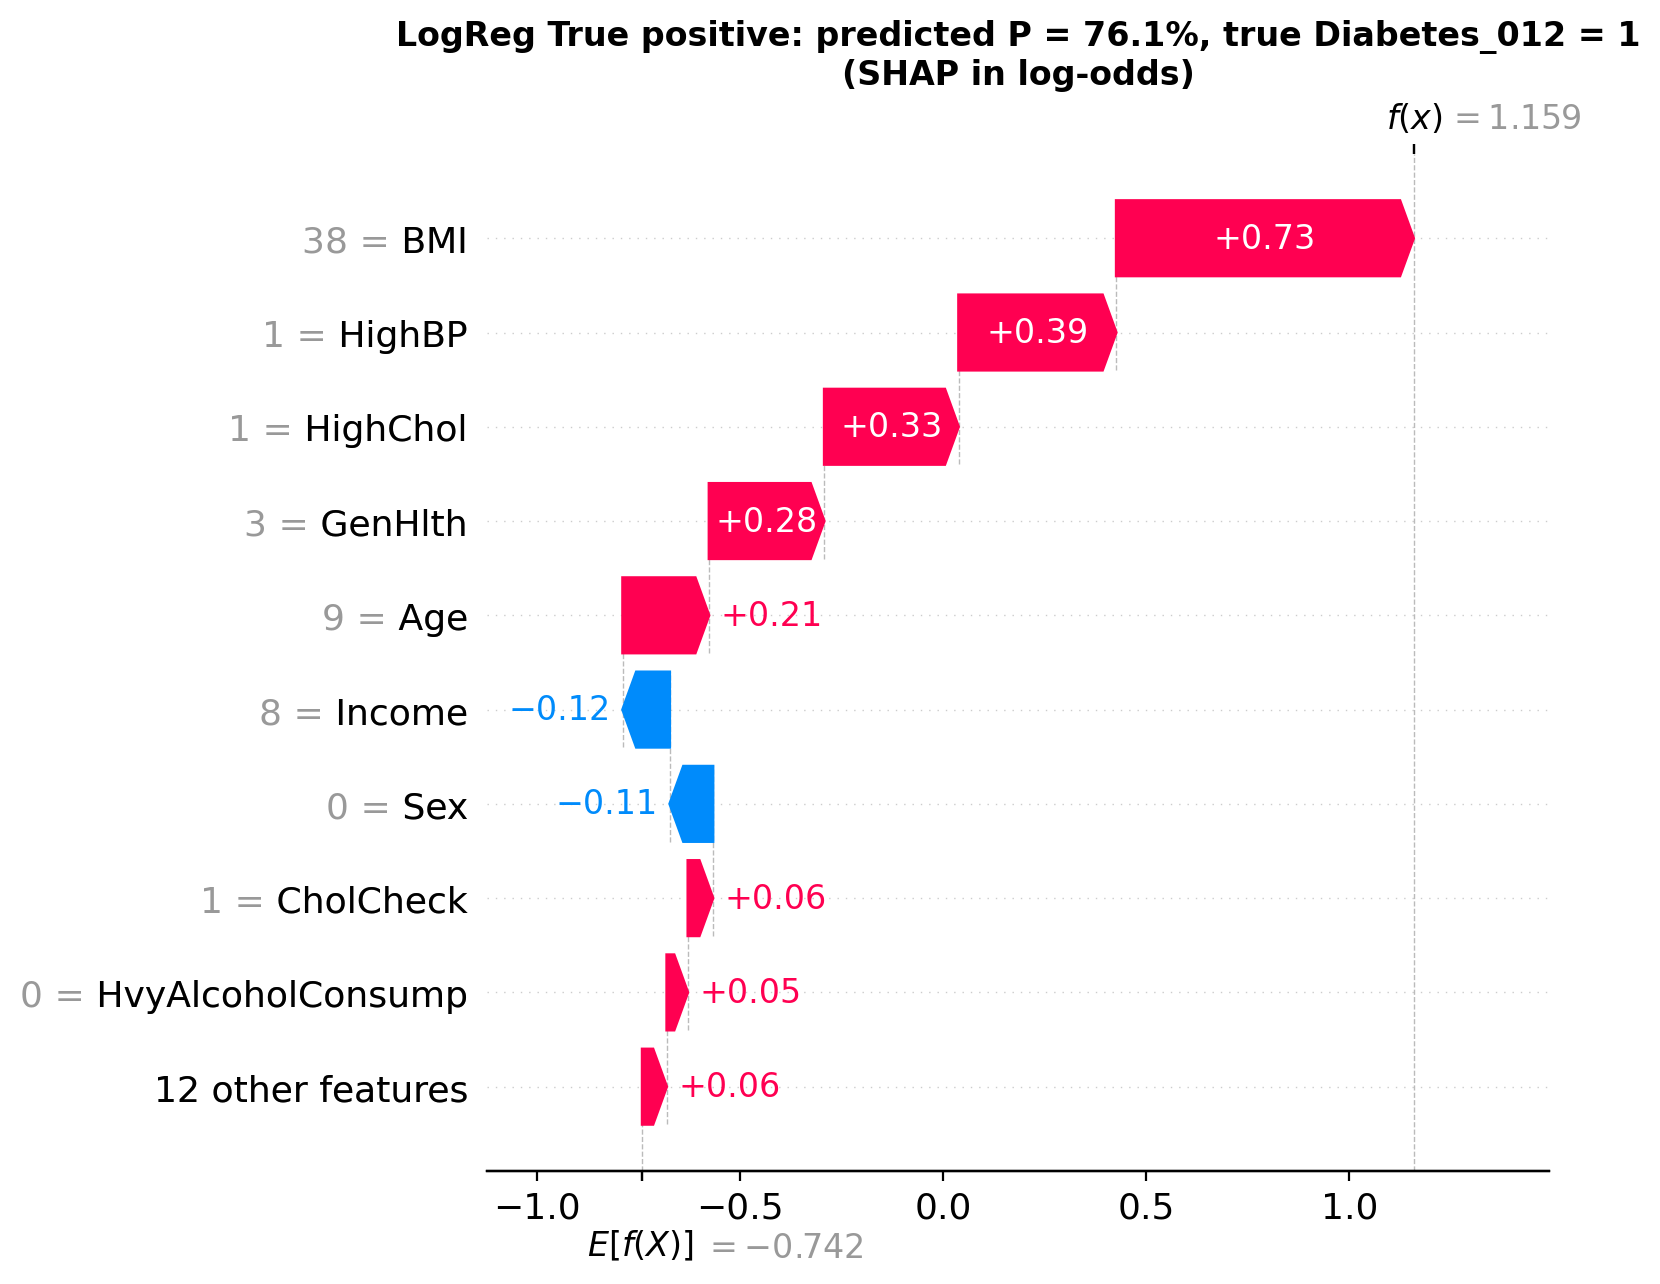 LogReg True positive: predicted P = 76.1%, true Diabetes_012 = 1
(SHAP in log-odds)
f(x) = 1.159
38 = BMI
+0.73
1 = HighBP
+0.39
1 = HighChol
+0.33
3 = GenHlth
+0.28
9 = Age
+0.21
8 = Income
−0.12
0 = Sex
−0.11
1 = CholCheck
+0.06
0 = HvyAlcoholConsump
+0.05
12 other features
+0.06
−1.0 −0.5 0.0 0.5 1.0
E[f(X)] = −0.742